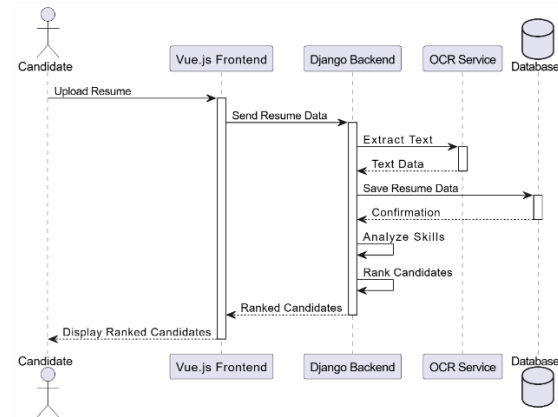 Candidate
Vue.js Frontend
Django Backend
OCR Service
Database
Upload Resume
Send Resume Data
Extract Text
Text Data
Save Resume Data
Confirmation
Analyze Skills
Rank Candidates
Ranked Candidates
Display Ranked Candidates
Candidate
Vue.js Frontend
Django Backend
OCR Service
Database